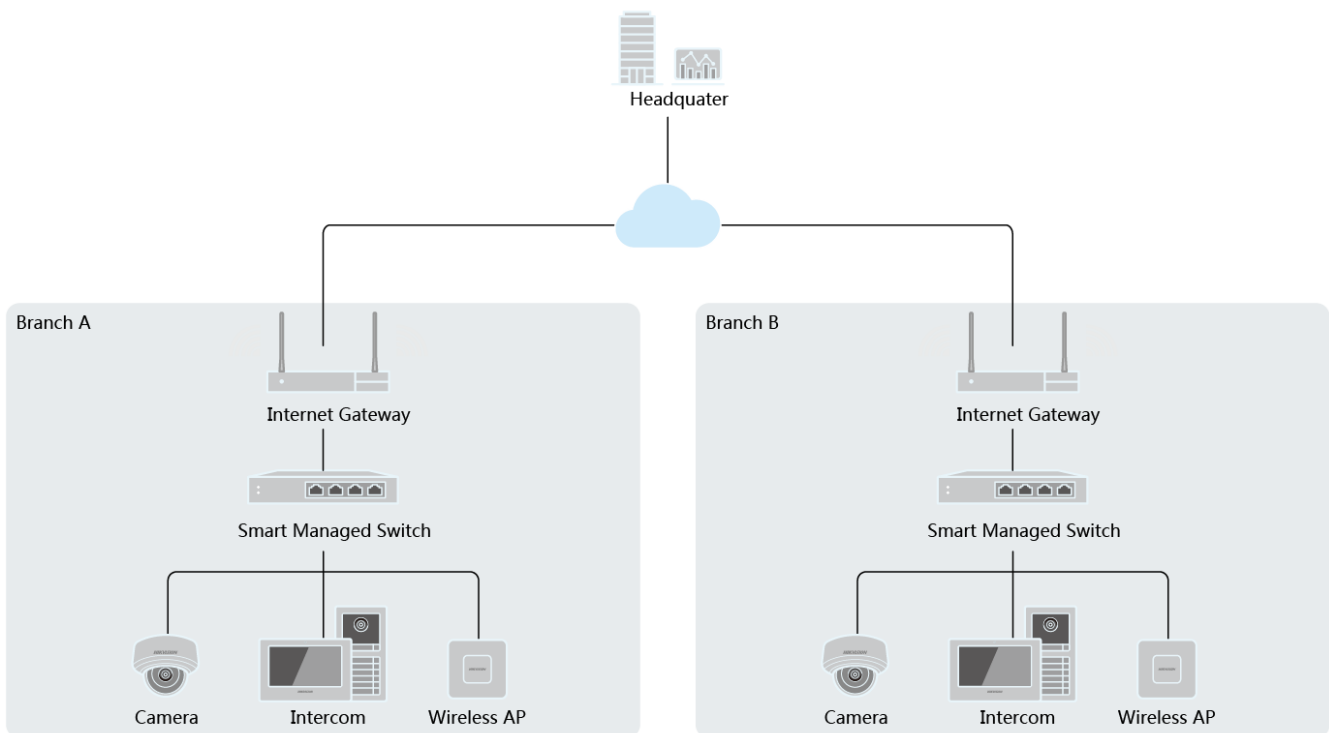 Headquater
Branch A
Internet Gateway
Smart Managed Switch
Camera
Intercom
Wireless AP
Branch B
Internet Gateway
Smart Managed Switch
Camera
Intercom
Wireless AP